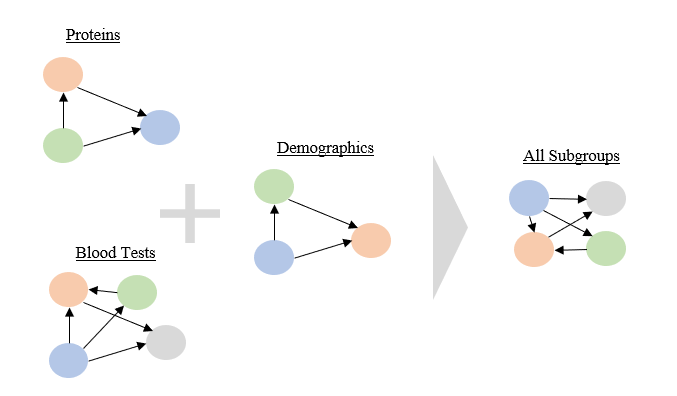 Proteins
Demographics
All Subgroups
Blood Tests